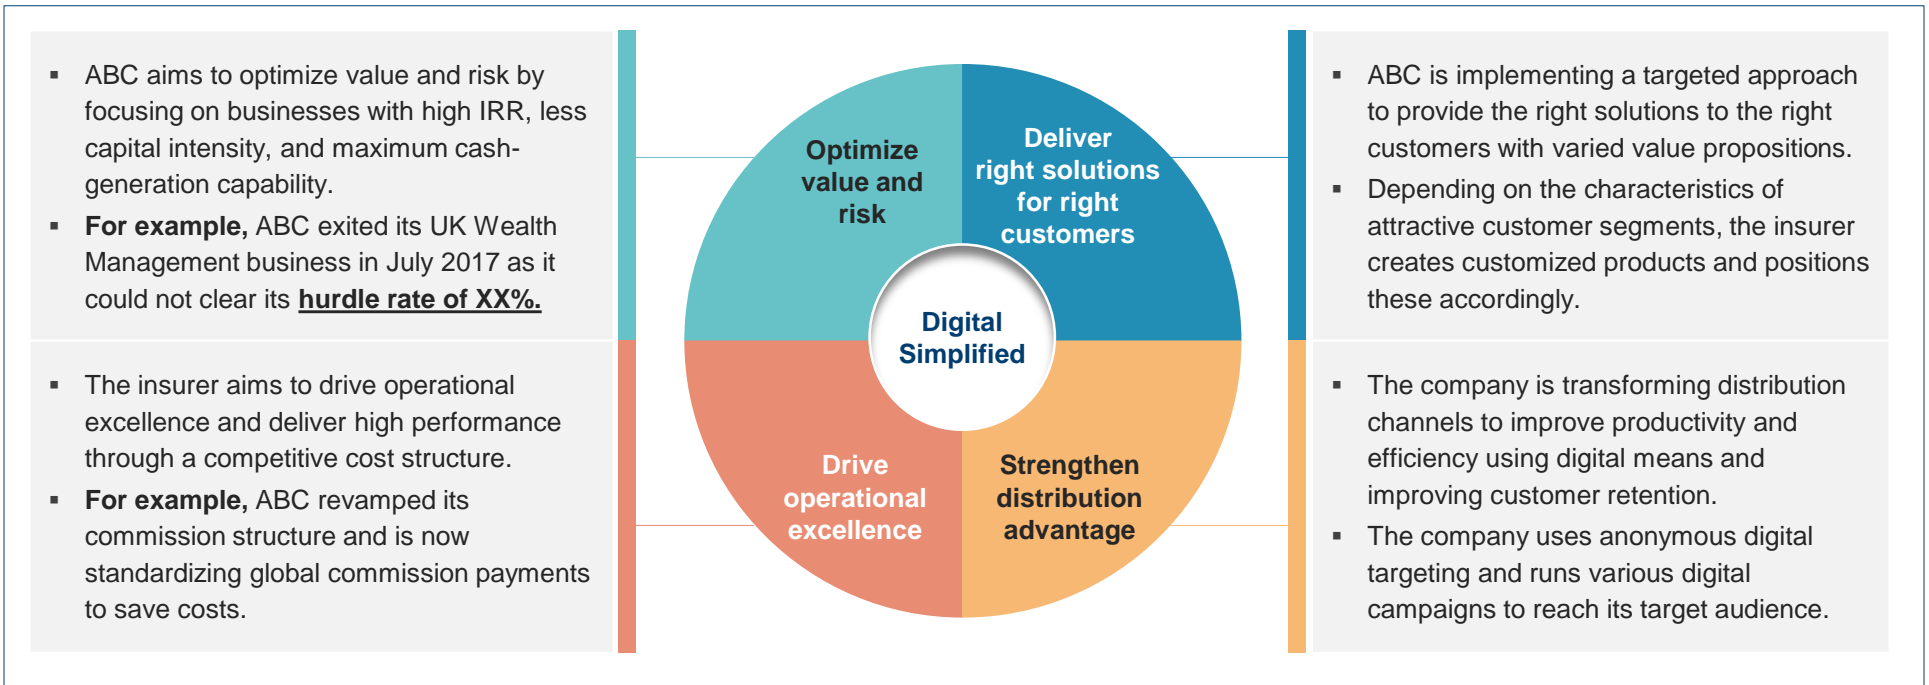 ▪ ABC aims to optimize value and risk by
focusing on businesses with high IRR, less
capital intensity, and maximum cash-
generation capability.
▪ For example, ABC exited its UK Wealth
Management business in July 2017 as it
could not clear its hurdle rate of XX%.
▪ The insurer aims to drive operational
excellence and deliver high performance
through a competitive cost structure.
▪ For example, ABC revamped its
commission structure and is now
standardizing global commission payments
to save costs.
Optimize
value and
risk
Deliver
right solutions
for right
customers
Digital
Simplified
Drive
operational
excellence
Strengthen
distribution
advantage
▪ ABC is implementing a targeted approach
to provide the right solutions to the right
customers with varied value propositions.
▪ Depending on the characteristics of
attractive customer segments, the insurer
creates customized products and positions
these accordingly.
▪ The company is transforming distribution
channels to improve productivity and
efficiency using digital means and
improving customer retention.
▪ The company uses anonymous digital
targeting and runs various digital
campaigns to reach its target audience.